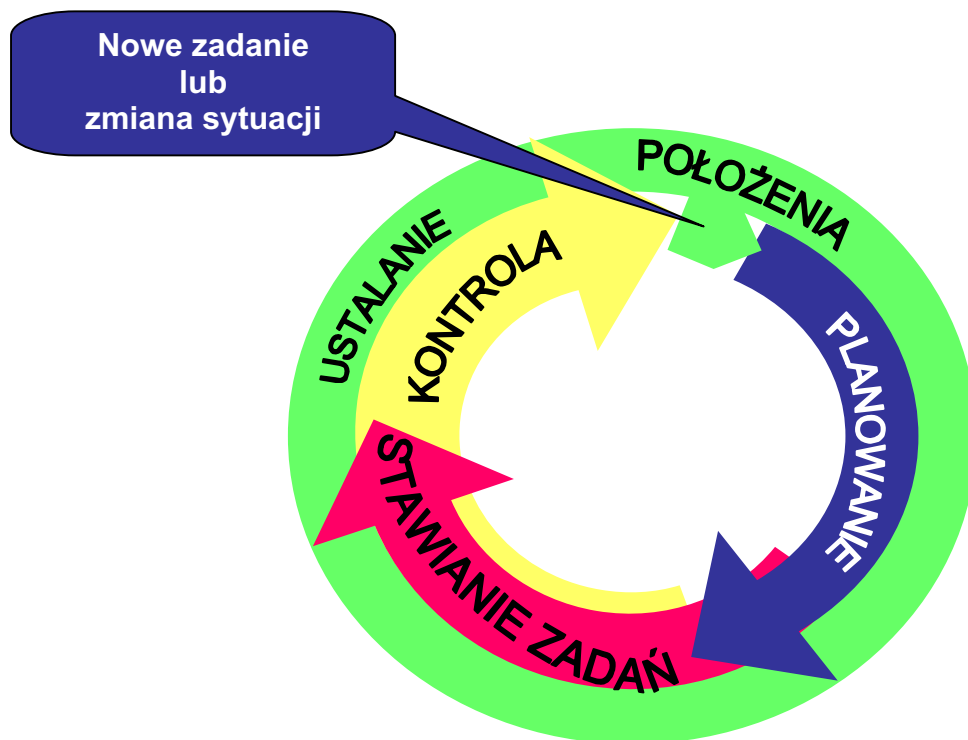 Nowe zadanie
lub
zmiana sytuacji
USTALANIE
POŁOŻENIA
KONTROLA
PLANOWANIE
STAWIANIE ZADAŃ